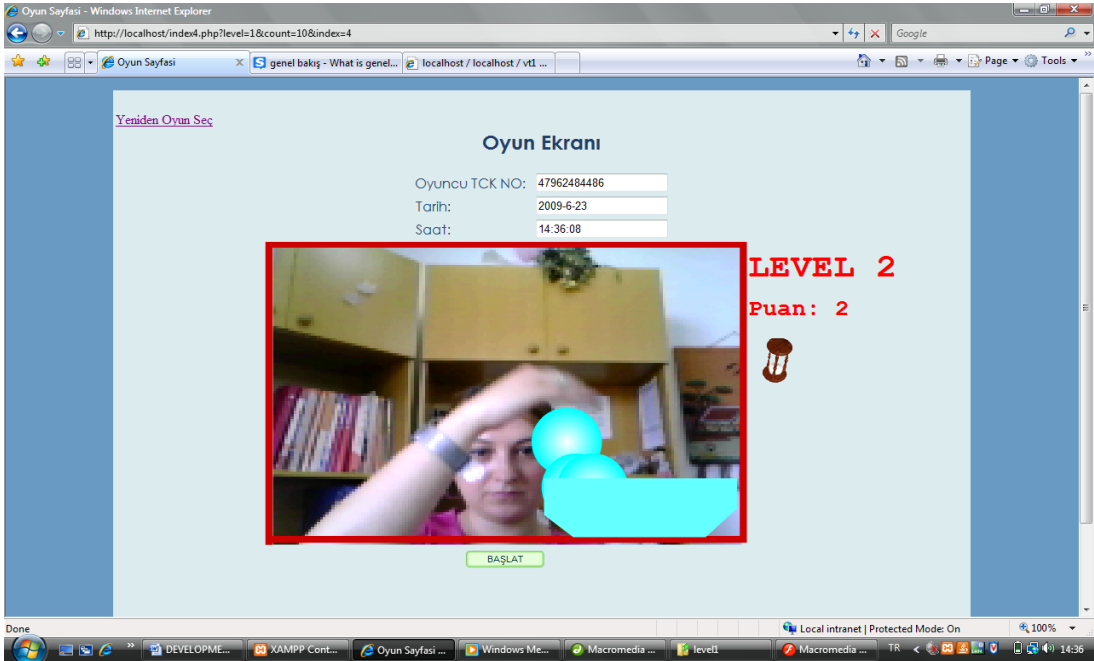 Oyun Sayfasi - Windows Internet Explorer
http://localhost/index4.php?level=1&count=10&index=4
Google
Oyun Sayfasi
genel bakış - What is genel...
localhost / localhost / vt1 ...
Page
Tools
Yeniden Oyun Seç
Oyun Ekranı
Oyuncu TCK NO: 47962484486
Tarih: 2009-6-23
Saat: 14:36:08
LEVEL 2
Puan: 2
BAŞLAT
Done
Local intranet | Protected Mode: On
100%
DEVELOPME...
XAMPP Cont...
Oyun Sayfasi ...
Windows Me...
Macromedia ...
level1
Macromedia ...
TR
14:36